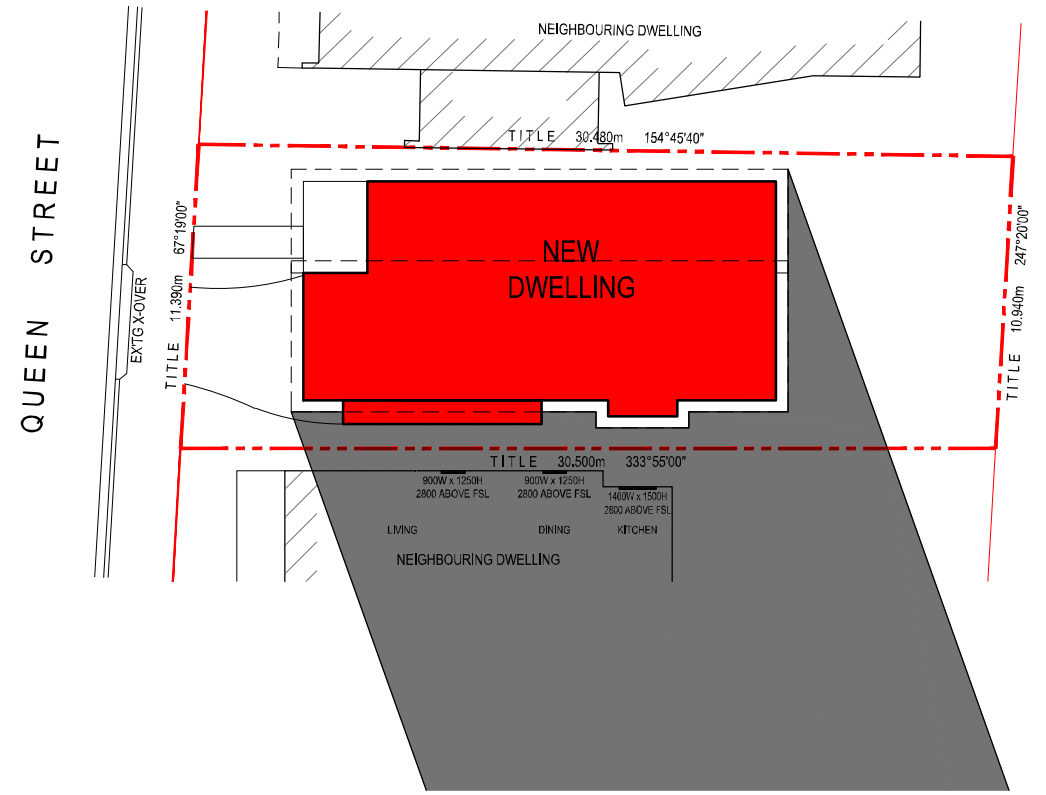 NEIGHBOURING DWELLING
TITLE 30.480m 154°45'40"
QUEEN STREET
EX'TG X-OVER
TITLE 11.390m 67°19'00"
NEW
DWELLING
TITLE 10.940m 247°20'00"
TITLE 30.500m 333°55'00"
900W x 1250H
2800 ABOVE FSL
900W x 1250H
2800 ABOVE FSL
1400W x 1500H
2800 ABOVE FSL
LIVING
DINING
KITCHEN
NEIGHBOURING DWELLING